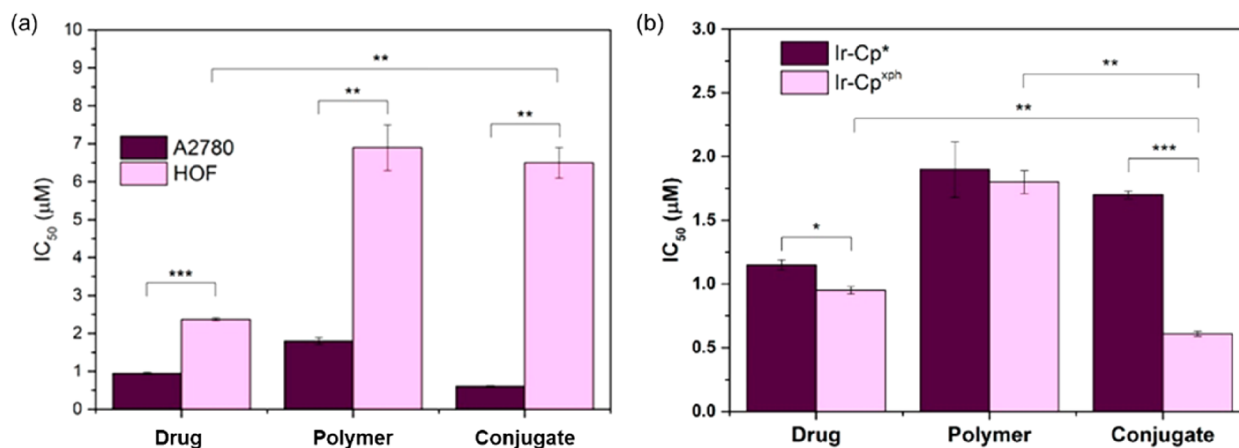 (a)
10
9
8
7
6
5
4
3
2
1
0
IC₅₀ (µM)
A2780
HOF
***
**
**
**
Drug
Polymer
Conjugate
(b)
3.0
2.5
2.0
1.5
1.0
0.5
0.0
IC₅₀ (µM)
Ir-Cp*
Ir-Cpˣᵖʰ
*
**
**
***
Drug
Polymer
Conjugate